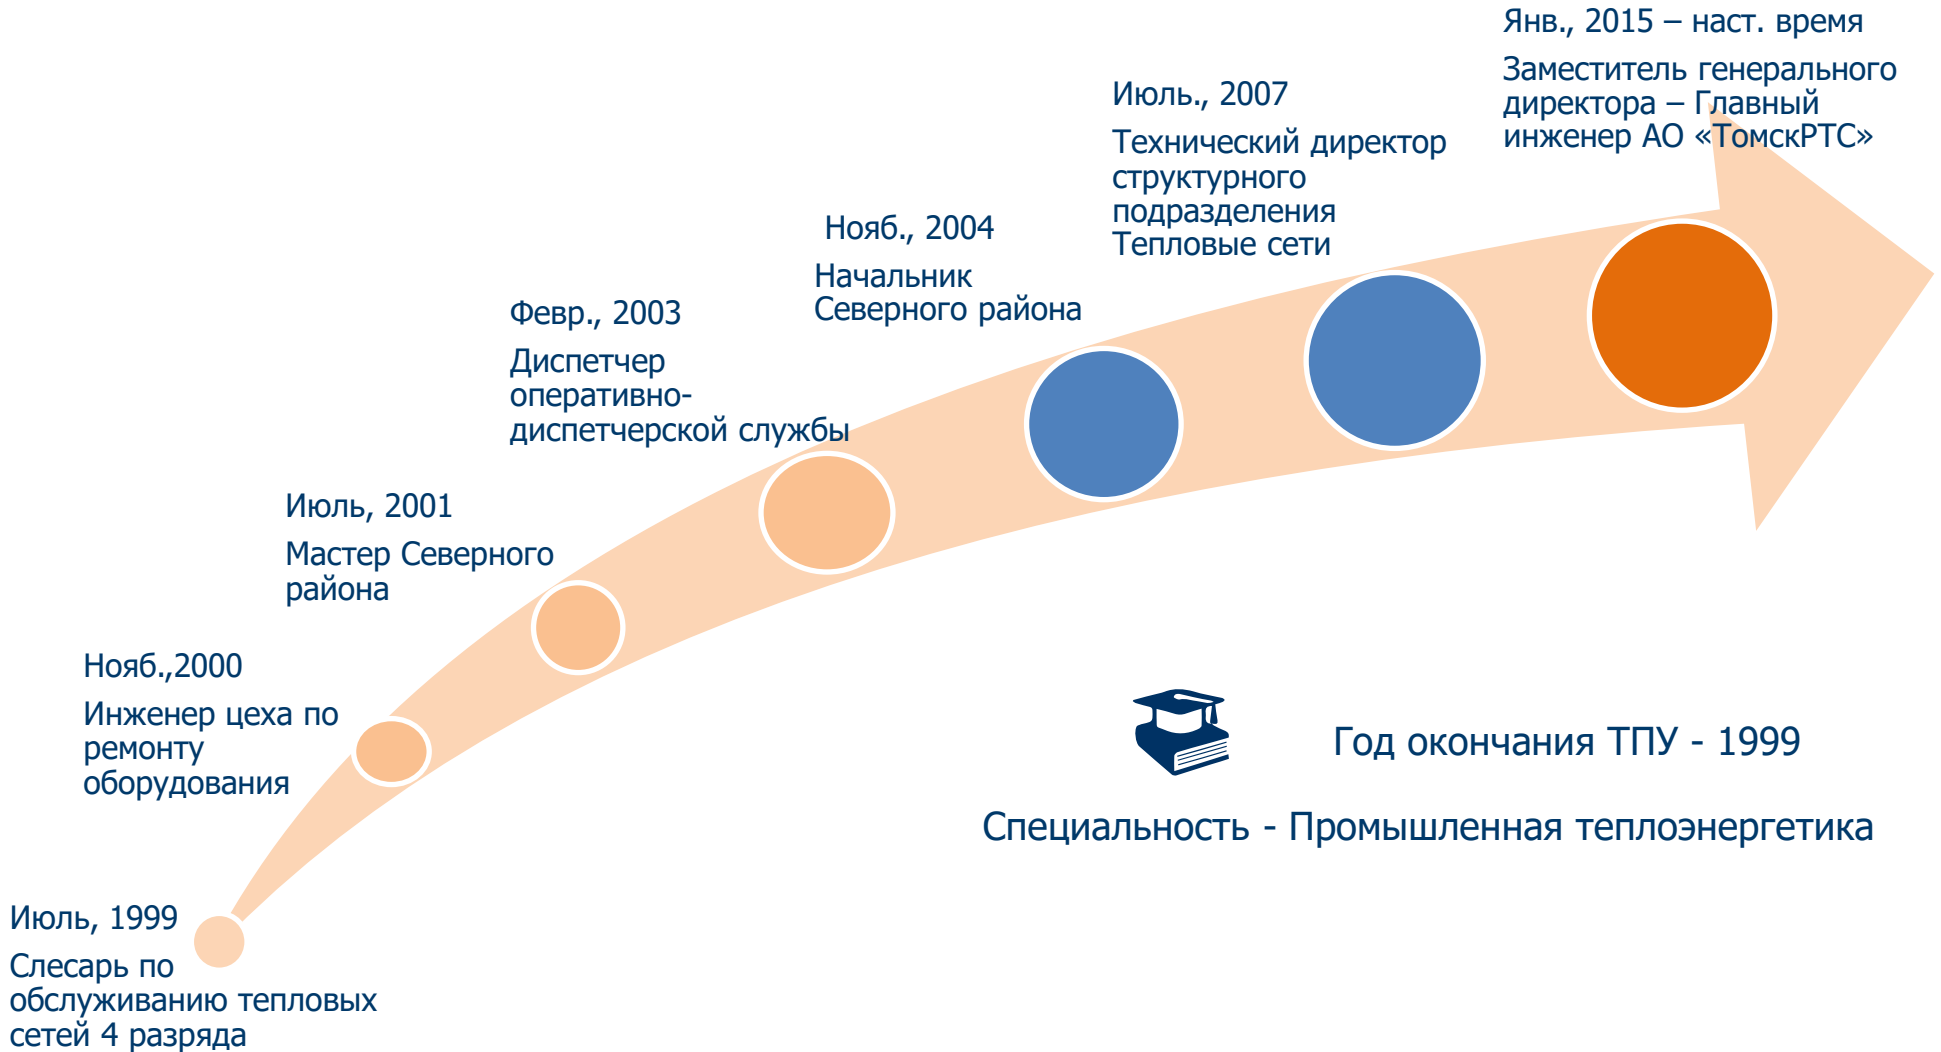 Янв., 2015 – наст. время
Заместитель генерального
директора – Главный
инженер АО «ТомскРТС»
Июль., 2007
Технический директор
структурного
подразделения
Тепловые сети
Нояб., 2004
Начальник
Северного района
Февр., 2003
Диспетчер
оперативно-
диспетчерской службы
Июль, 2001
Мастер Северного
района
Нояб.,2000
Инженер цеха по
ремонту
оборудования
Июль, 1999
Слесарь по
обслуживанию тепловых
сетей 4 разряда
Год окончания ТПУ - 1999
Специальность - Промышленная теплоэнергетика